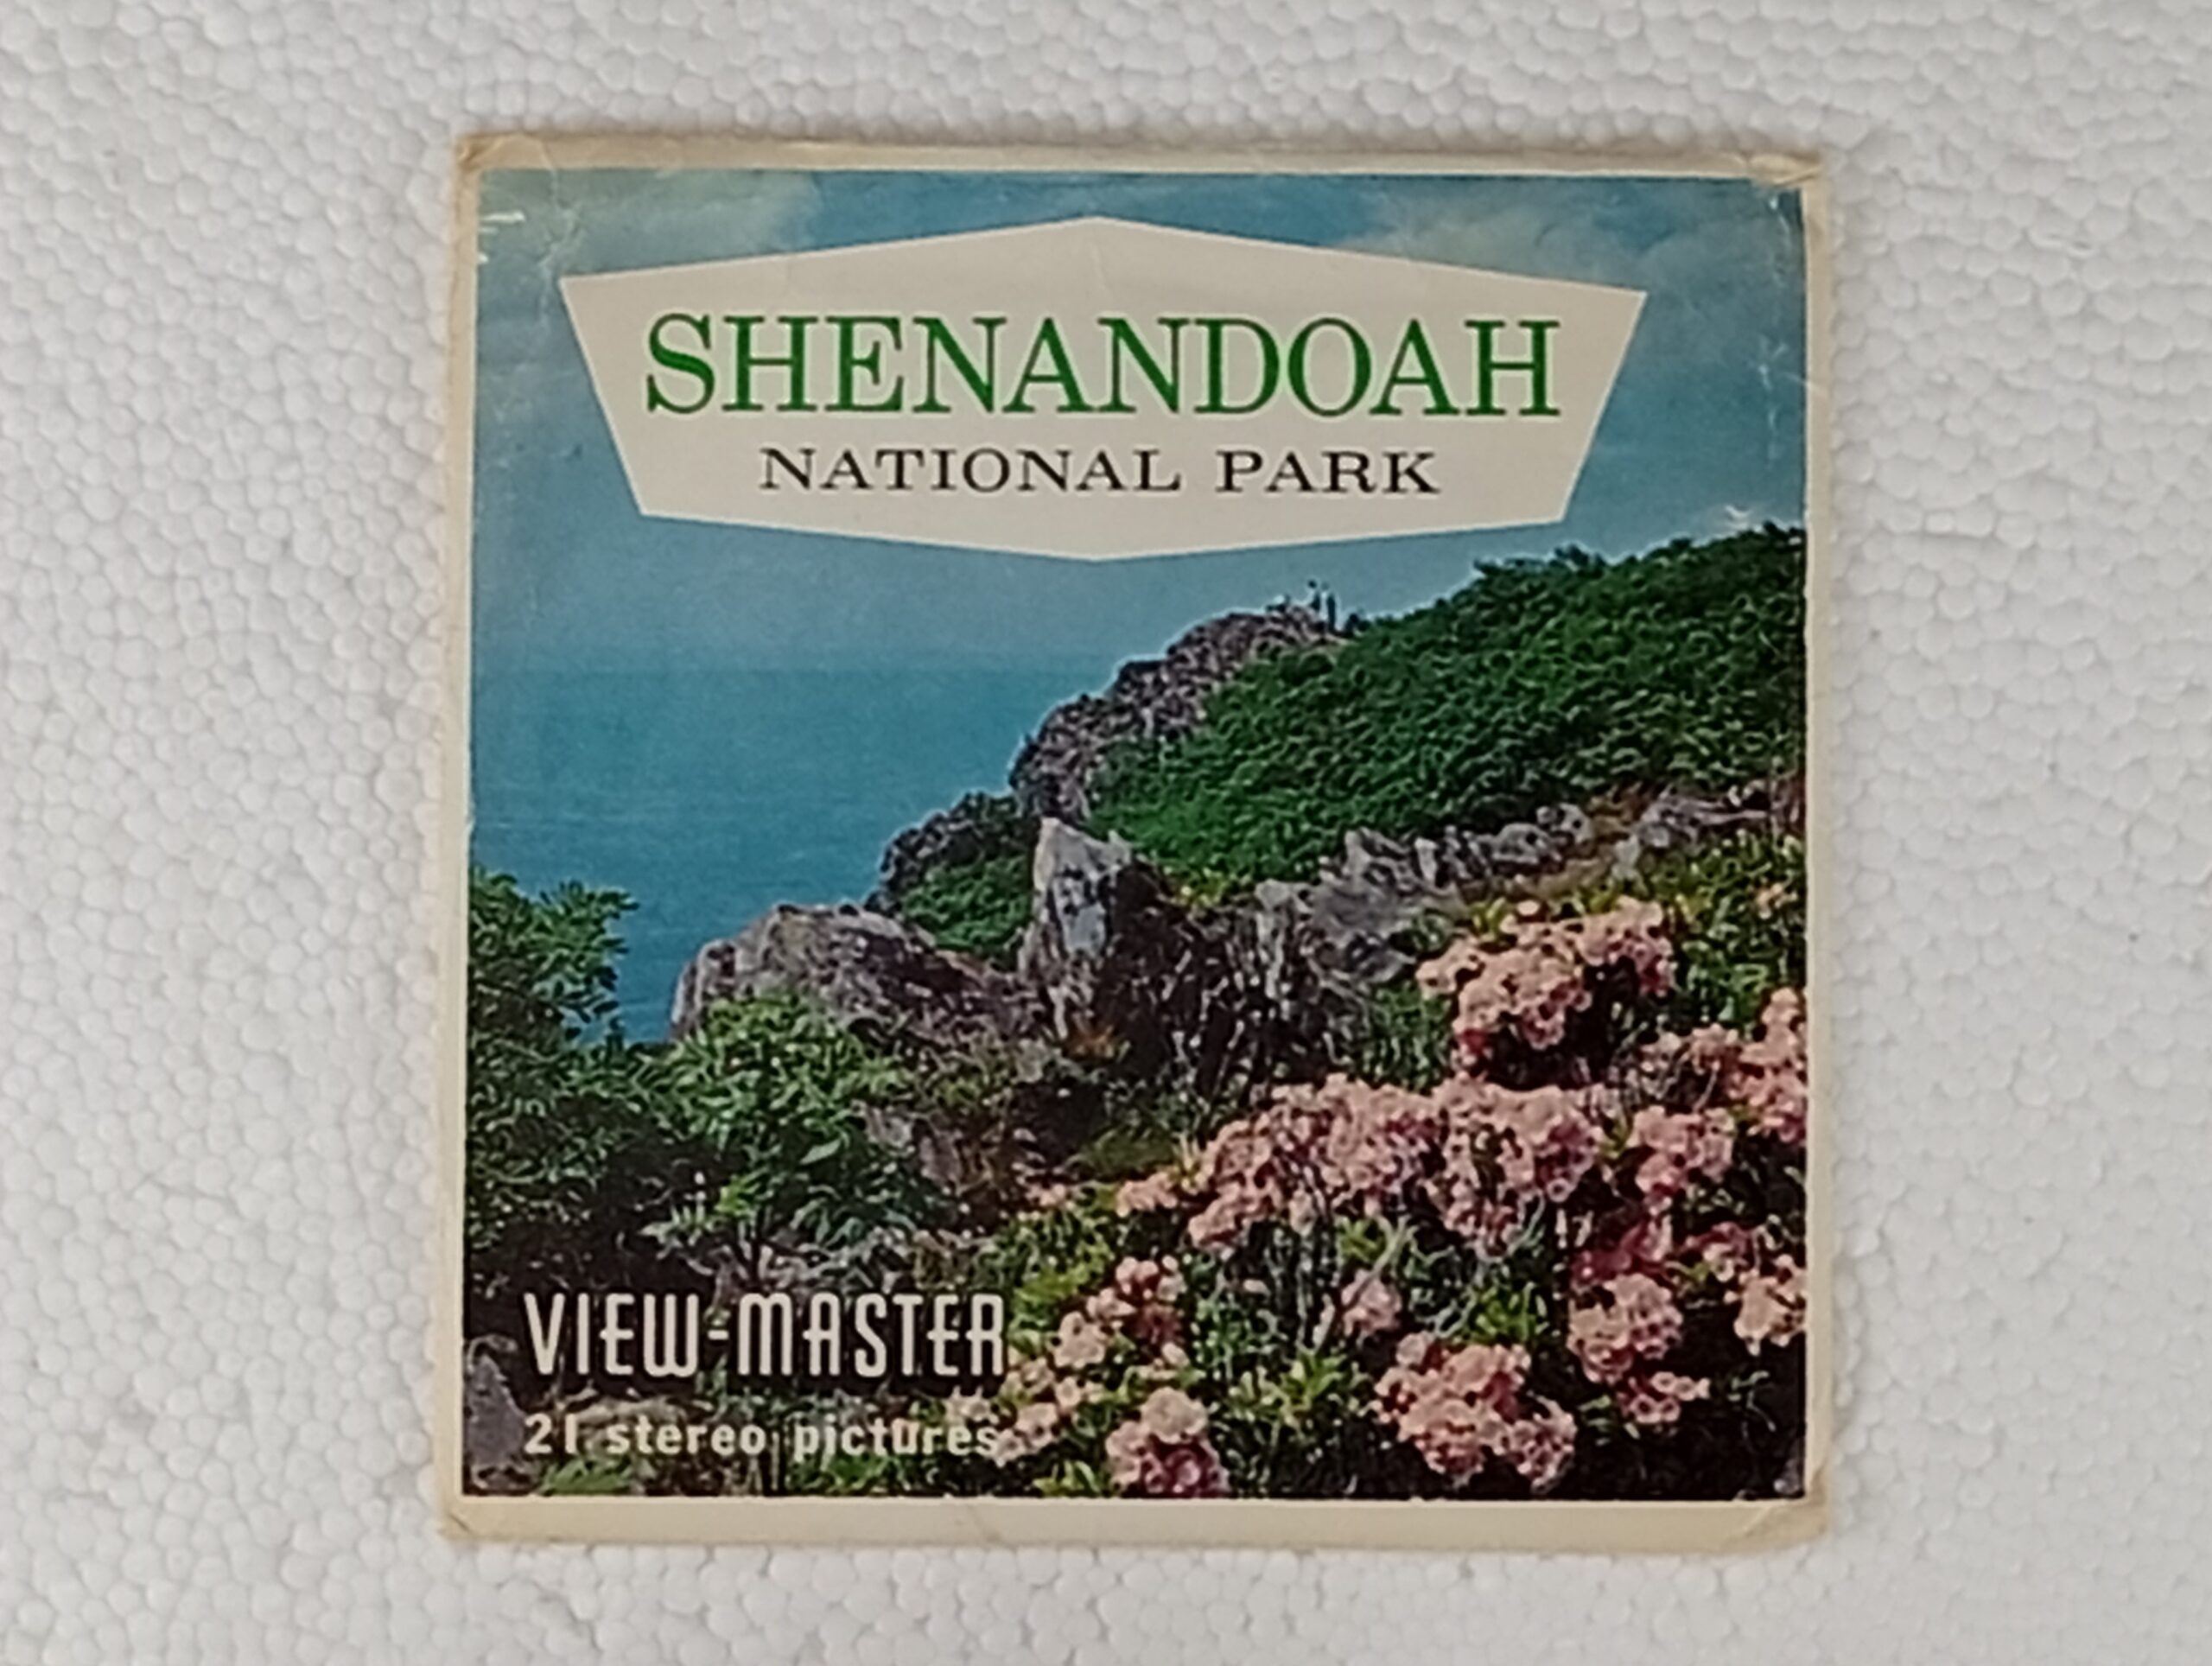 SHENANDOAH
NATIONAL PARK
VIEW-MASTER
21 stereo pictures